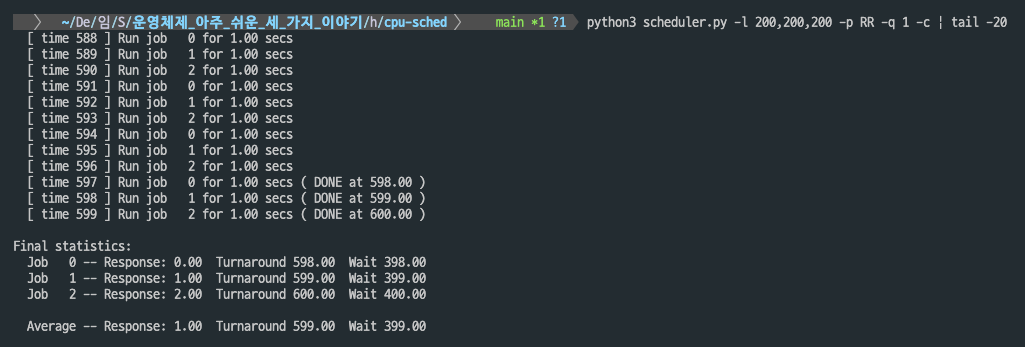 ~/De/임/S/운영체제_아주_쉬운_세_가지_이야기/h/cpu-sched   main *1 ?1   python3 scheduler.py -l 200,200,200 -p RR -q 1 -c | tail -20
[ time 588 ] Run job   0 for 1.00 secs
[ time 589 ] Run job   1 for 1.00 secs
[ time 590 ] Run job   2 for 1.00 secs
[ time 591 ] Run job   0 for 1.00 secs
[ time 592 ] Run job   1 for 1.00 secs
[ time 593 ] Run job   2 for 1.00 secs
[ time 594 ] Run job   0 for 1.00 secs
[ time 595 ] Run job   1 for 1.00 secs
[ time 596 ] Run job   2 for 1.00 secs
[ time 597 ] Run job   0 for 1.00 secs ( DONE at 598.00 )
[ time 598 ] Run job   1 for 1.00 secs ( DONE at 599.00 )
[ time 599 ] Run job   2 for 1.00 secs ( DONE at 600.00 )
Final statistics:
Job   0 -- Response: 0.00  Turnaround 598.00  Wait 398.00
Job   1 -- Response: 1.00  Turnaround 599.00  Wait 399.00
Job   2 -- Response: 2.00  Turnaround 600.00  Wait 400.00
Average -- Response: 1.00  Turnaround 599.00  Wait 399.00